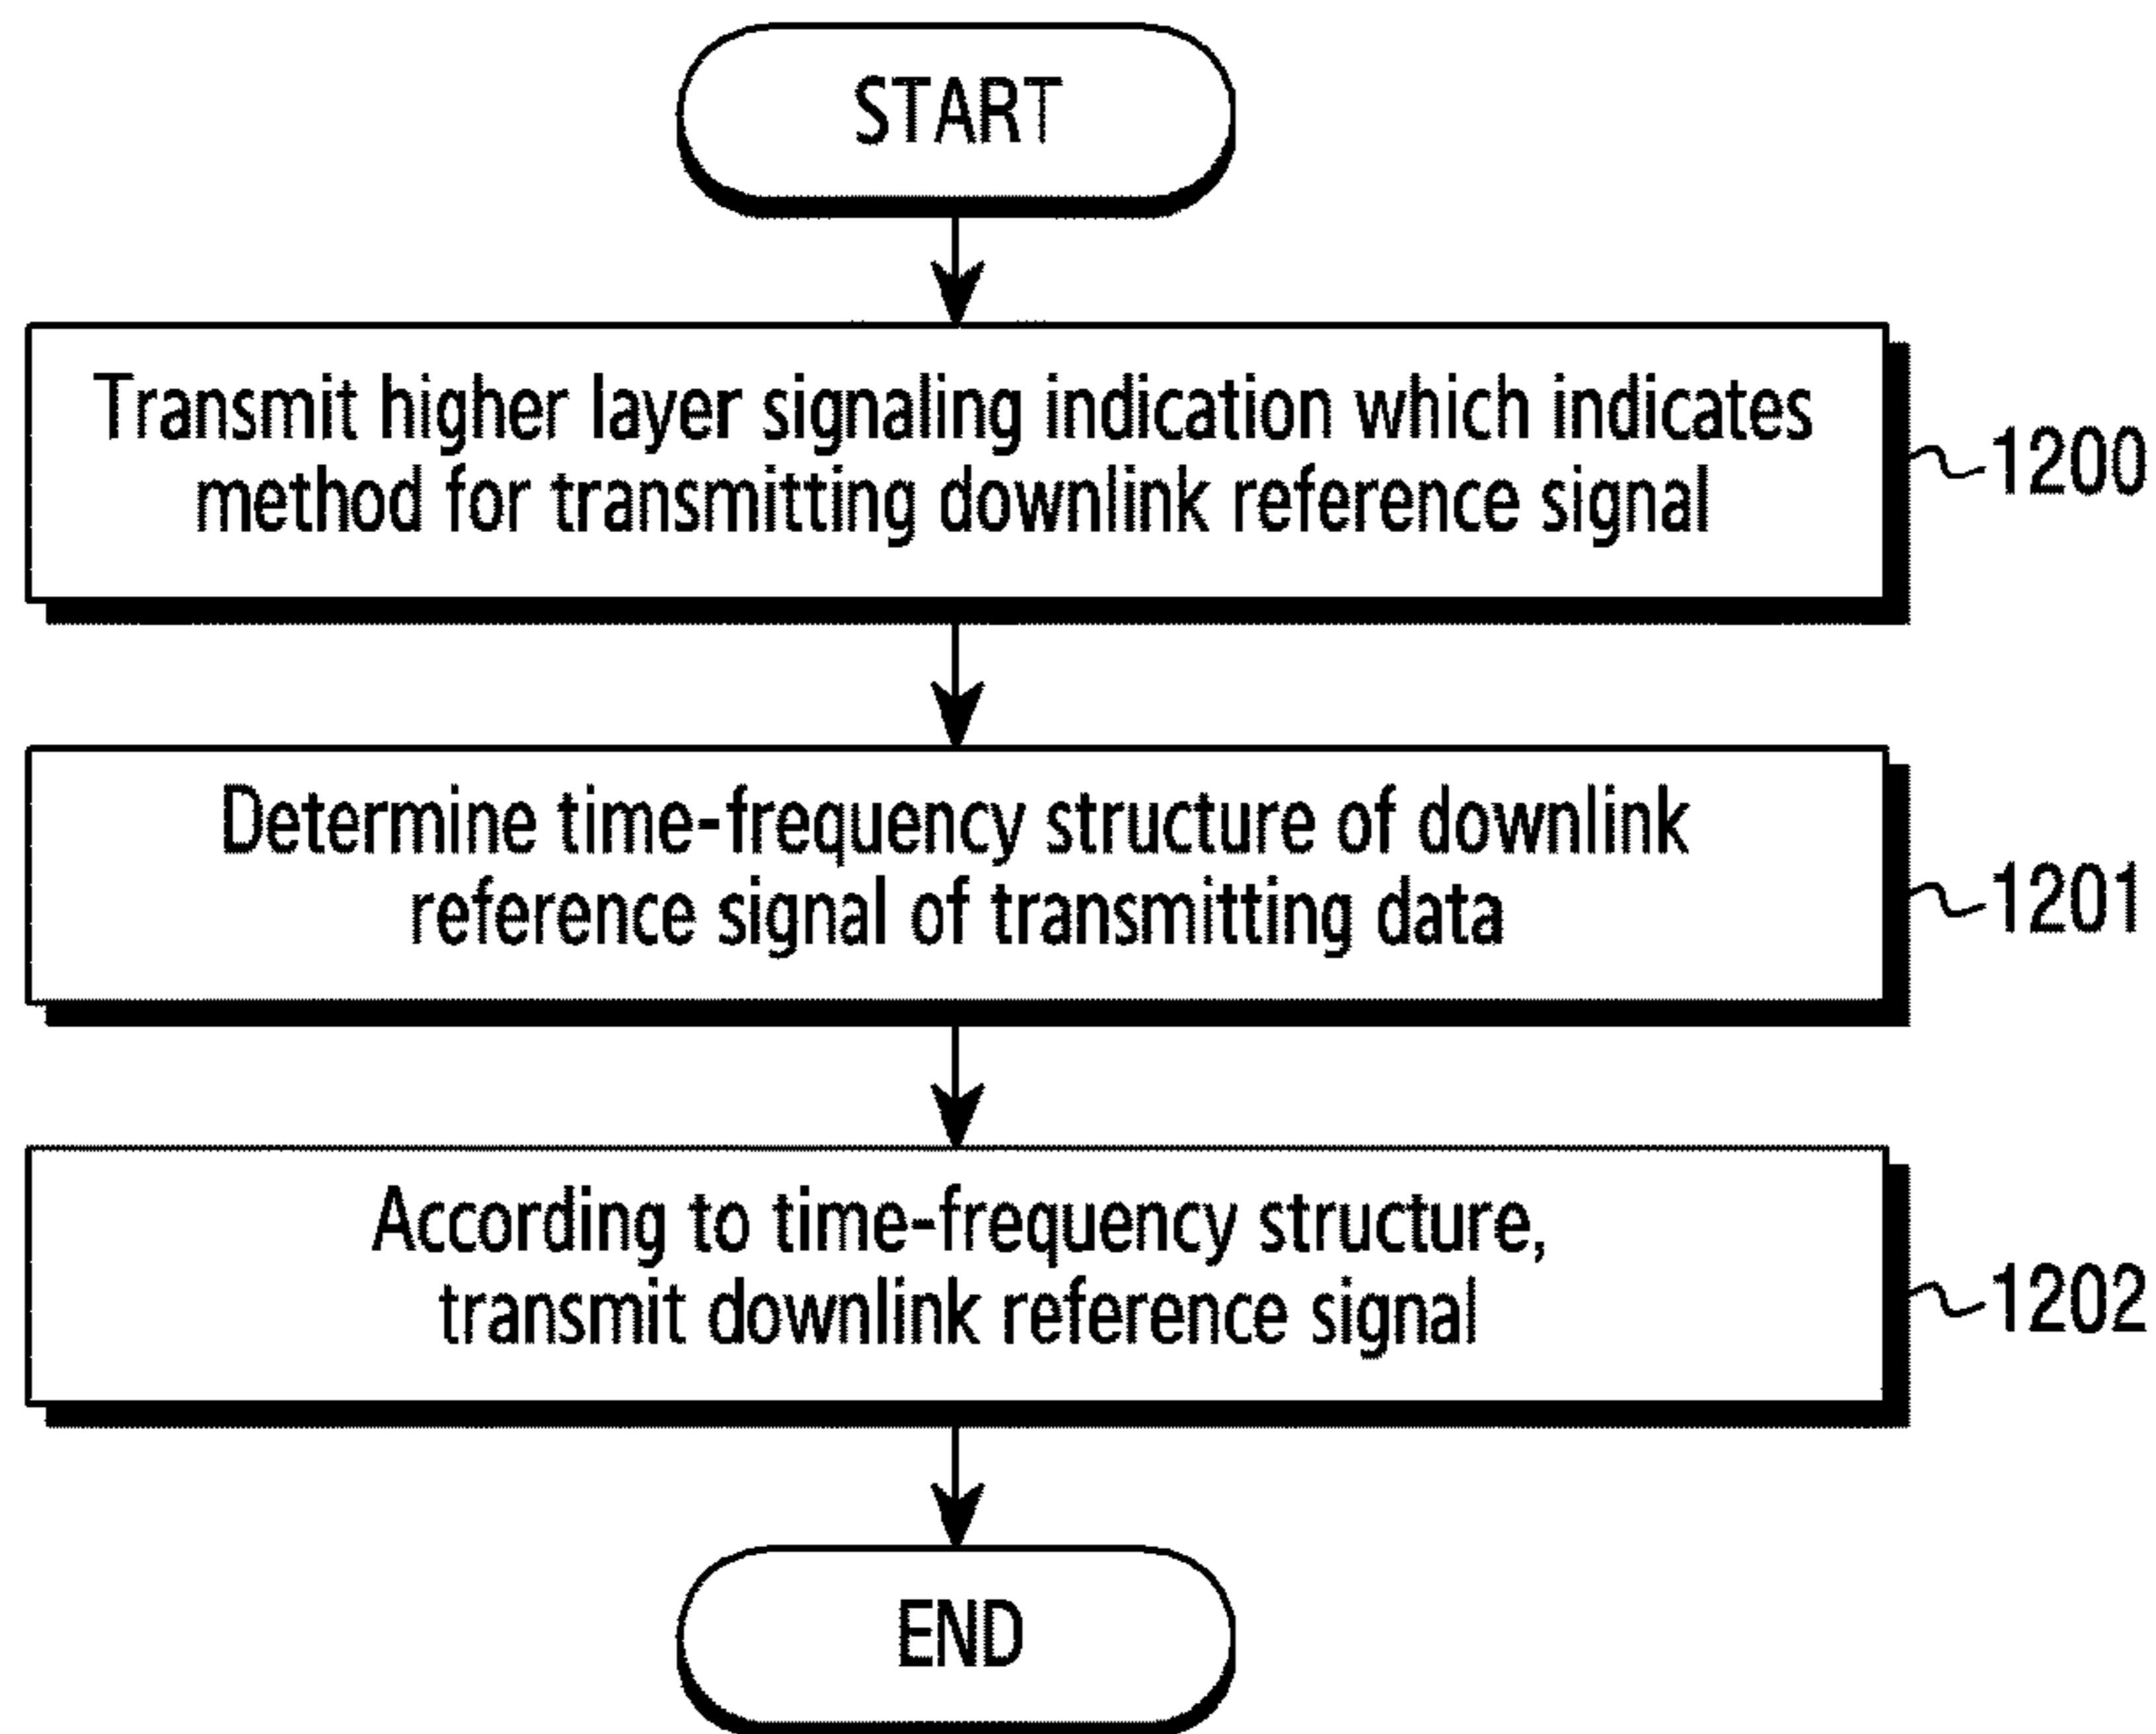 START
Transmit higher layer signaling indication which indicates
method for transmitting downlink reference signal
1200
Determine time-frequency structure of downlink
reference signal of transmitting data
1201
According to time-frequency structure,
transmit downlink reference signal
1202
END